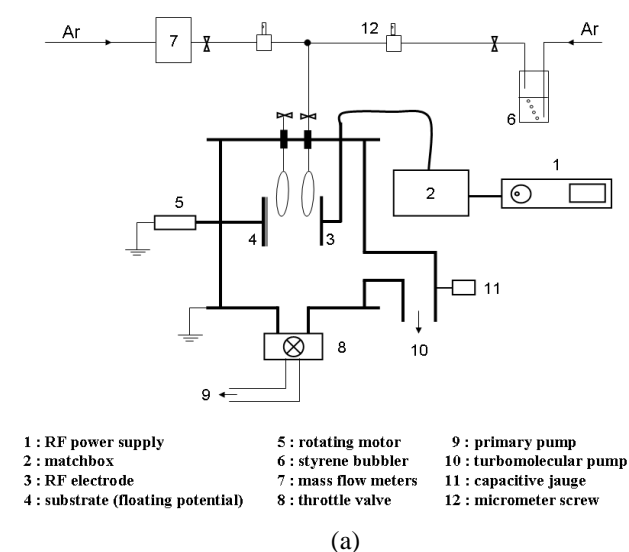 Ar
12
Ar
7
6
1
2
5
4
3
11
8
10
9
1 : RF power supply 5 : rotating motor 9 : primary pump
2 : matchbox 6 : styrene bubbler 10 : turbomolecular pump
3 : RF electrode 7 : mass flow meters 11 : capacitive jauge
4 : substrate (floating potential) 8 : throttle valve 12 : micrometer screw
(a)